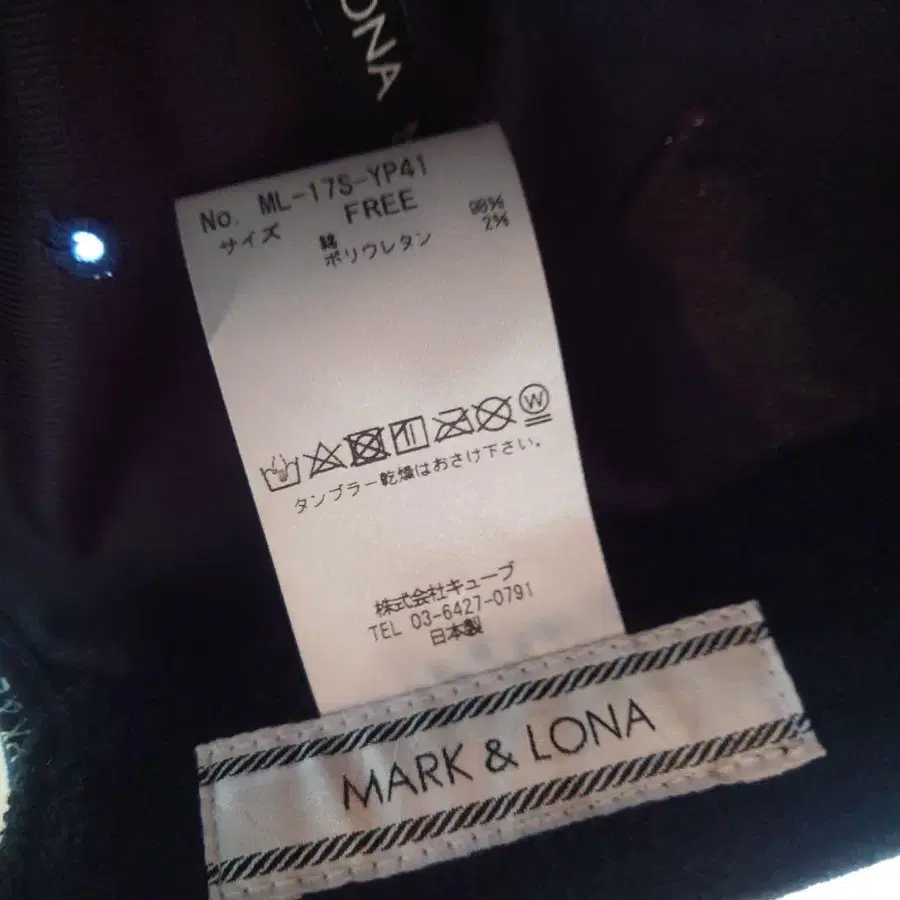 ONA
No. ML-17S-YP41
サイズ FREE
綿 98%
ポリウレタン 2%
W
タンブラー乾燥はおさけ下さい。
株式会社キューブ
TEL 03-6427-0791
日本製
MARK & LONA